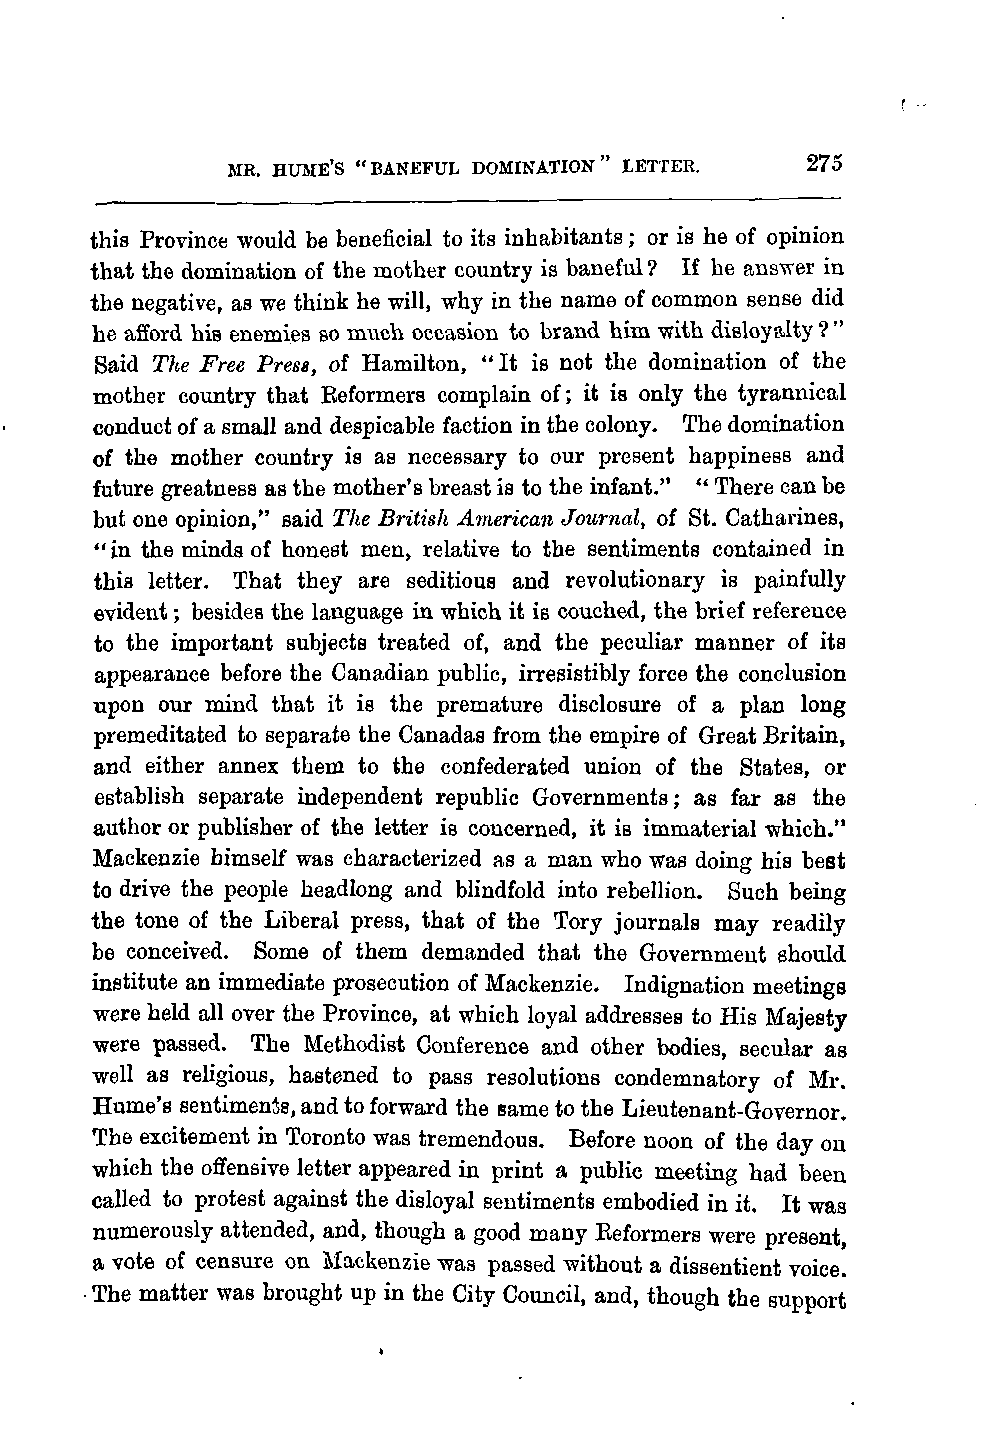 MR. HUME'S "BANEFUL DOMINATION" LETTER. 275
this Province would be beneficial to its inhabitants; or is he of opinion
that the domination of the mother country is baneful? If he answer in
the negative, as we think he will, why in the name of common sense did
he afford his enemies so much occasion to brand him with disloyalty?"
Said The Free Press, of Hamilton, "It is not the domination of the
mother country that Reformers complain of; it is only the tyrannical
conduct of a small and despicable faction in the colony. The domination
of the mother country is as necessary to our present happiness and
future greatness as the mother's breast is to the infant." "There can be
but one opinion," said The British American Journal, of St. Catharines,
"in the minds of honest men, relative to the sentiments contained in
this letter. That they are seditious and revolutionary is painfully
evident; besides the language in which it is couched, the brief reference
to the important subjects treated of, and the peculiar manner of its
appearance before the Canadian public, irresistibly force the conclusion
upon our mind that it is the premature disclosure of a plan long
premeditated to separate the Canadas from the empire of Great Britain,
and either annex them to the confederated union of the States, or
establish separate independent republic Governments; as far as the
author or publisher of the letter is concerned, it is immaterial which."
Mackenzie himself was characterized as a man who was doing his best
to drive the people headlong and blindfold into rebellion. Such being
the tone of the Liberal press, that of the Tory journals may readily
be conceived. Some of them demanded that the Government should
institute an immediate prosecution of Mackenzie. Indignation meetings
were held all over the Province, at which loyal addresses to His Majesty
were passed. The Methodist Conference and other bodies, secular as
well as religious, hastened to pass resolutions condemnatory of Mr.
Hume's sentiments, and to forward the same to the Lieutenant-Governor.
The excitement in Toronto was tremendous. Before noon of the day on
which the offensive letter appeared in print a public meeting had been
called to protest against the disloyal sentiments embodied in it. It was
numerously attended, and, though a good many Reformers were present,
a vote of censure on Mackenzie was passed without a dissentient voice.
The matter was brought up in the City Council, and, though the support